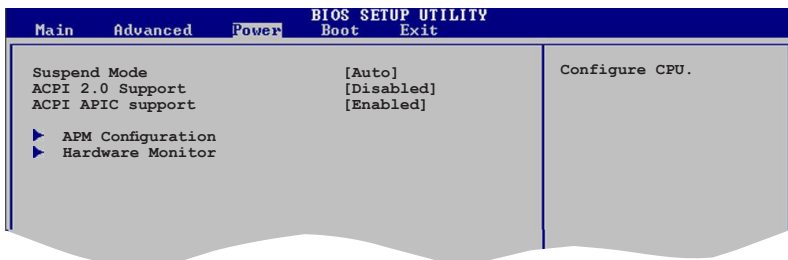 BIOS SETUP UTILITY
Main Advanced Power Boot Exit
Suspend Mode [Auto]
ACPI 2.0 Support [Disabled]
ACPI APIC support [Enabled]
APM Configuration
Hardware Monitor
Configure CPU.